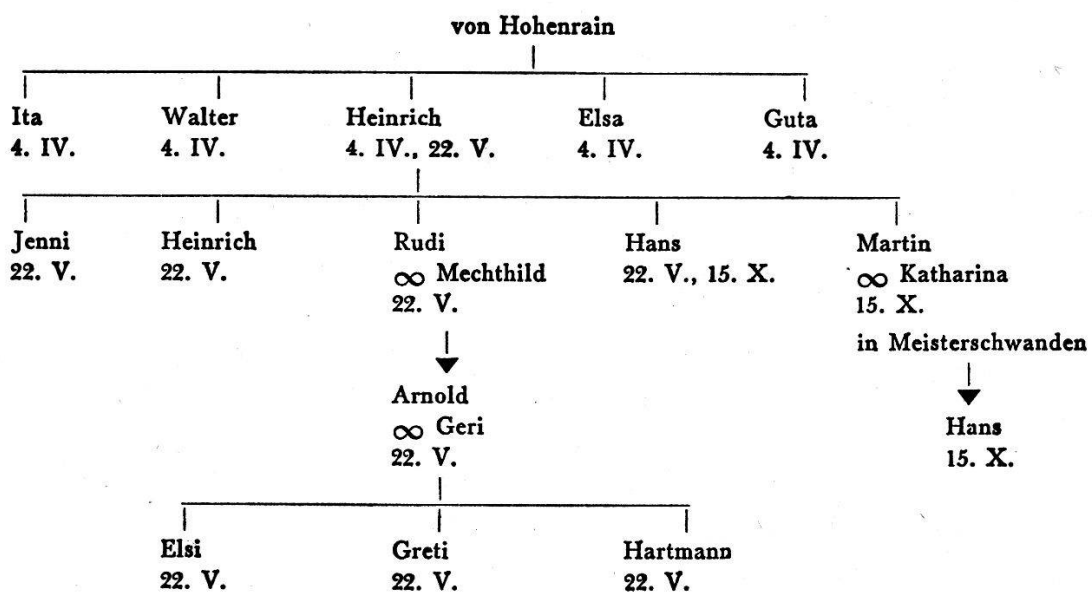 von Hohenrain
Ita Walter Heinrich Elsa Guta
4. IV. 4. IV. 4. IV., 22. V. 4. IV. 4. IV.
Jenni Heinrich Rudi Hans Martin
22. V. 22. V. ∞ Mechthild 22. V., 15. X. ∞ Katharina
22. V. 15. X.
in Meisterschwanden
Arnold
∞ Geri Hans
22. V. 15. X.
Elsi Greti Hartmann
22. V. 22. V. 22. V.